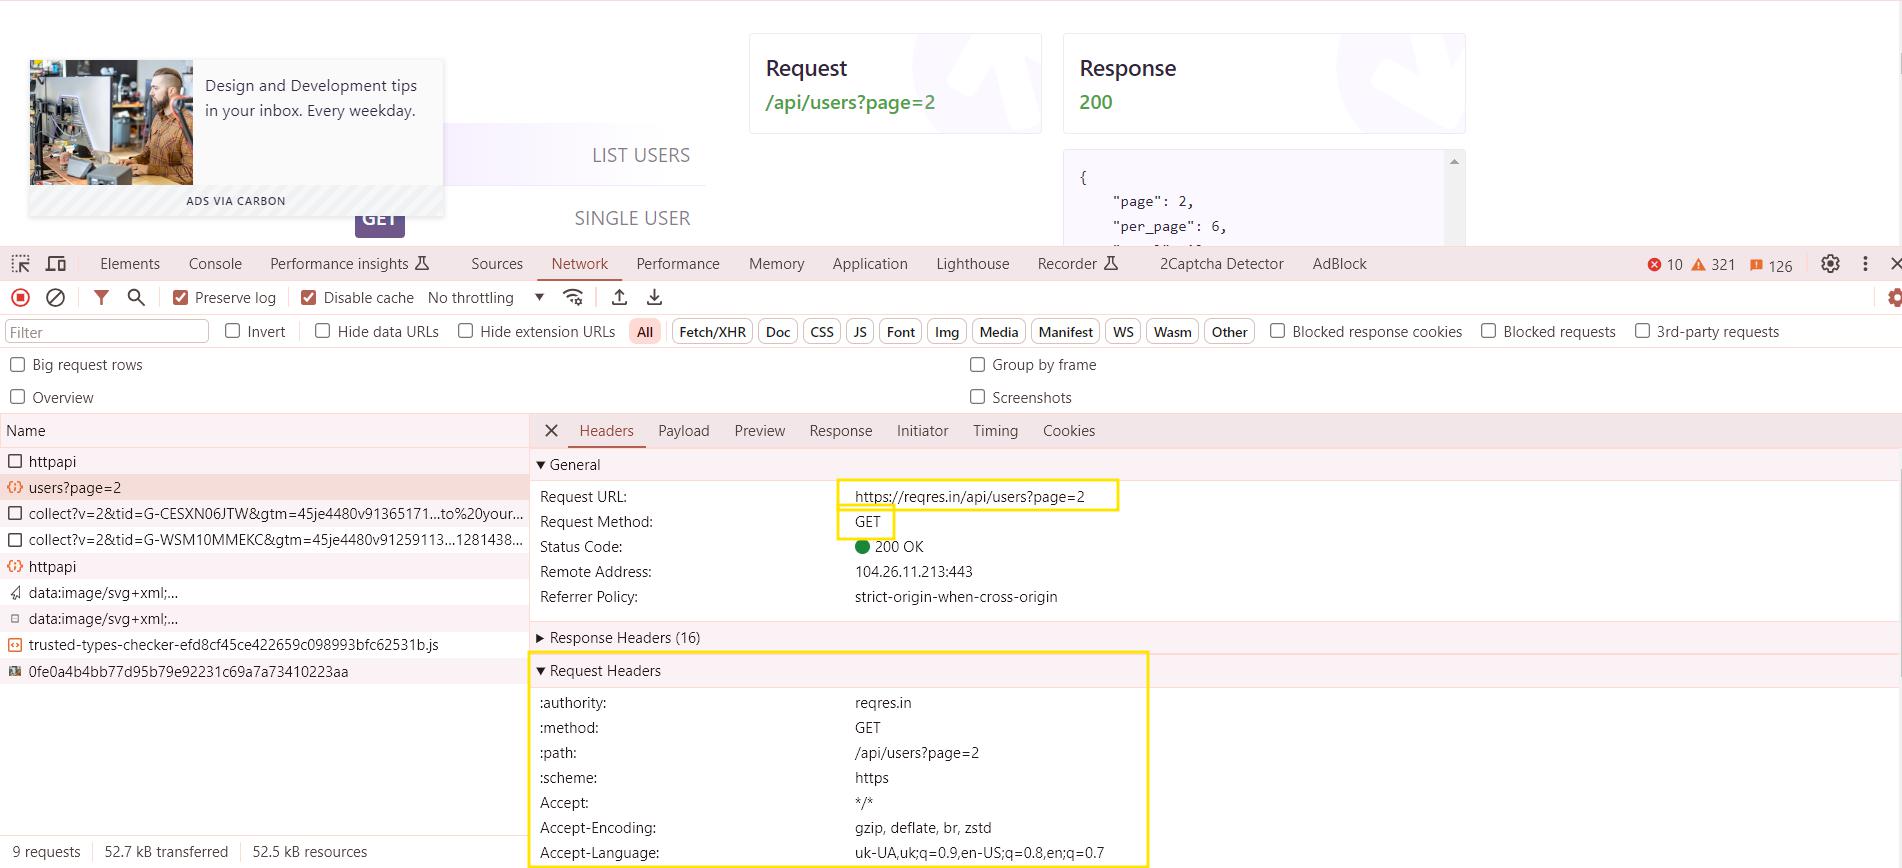 Design and Development tips
in your inbox. Every weekday.
ADS VIA CARBON
LIST USERS
GET
SINGLE USER
Request
/api/users?page=2
Response
200
{
"page": 2,
"per_page": 6,
Elements Console Performance insights Sources Network Performance Memory Application Lighthouse Recorder 2Captcha Detector AdBlock 10 321 126
Preserve log Disable cache No throttling
Filter Invert Hide data URLs Hide extension URLs All Fetch/XHR Doc CSS JS Font Img Media Manifest WS Wasm Other Blocked response cookies Blocked requests 3rd-party requests
Big request rows Group by frame
Overview Screenshots
Name
httpapi
users?page=2
collect?v=2&tid=G-CESXN06JTW&gtm=45je4480v91365171...to%20your...
collect?v=2&tid=G-WSM10MMEKC&gtm=45je4480v91259113...1281438...
httpapi
data:image/svg+xml;...
data:image/svg+xml;...
trusted-types-checker-efd8cf45ce422659c098993bfc62531b.js
0fe0a4b4bb77d95b79e92231c69a7a73410223aa
9 requests 52.7 kB transferred 52.5 kB resources
Headers Payload Preview Response Initiator Timing Cookies
General
Request URL: https://reqres.in/api/users?page=2
Request Method: GET
Status Code: 200 OK
Remote Address: 104.26.11.213:443
Referrer Policy: strict-origin-when-cross-origin
Response Headers (16)
Request Headers
:authority: reqres.in
:method: GET
:path: /api/users?page=2
:scheme: https
Accept: */*
Accept-Encoding: gzip, deflate, br, zstd
Accept-Language: uk-UA,uk;q=0.9,en-US;q=0.8,en;q=0.7